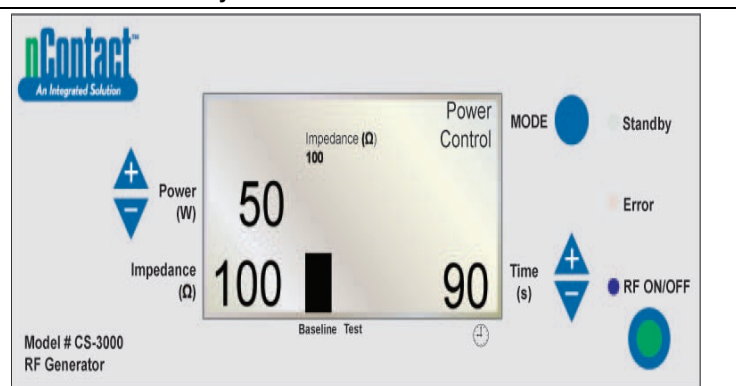 nContact™
An Integrated Solution
Power
Control
MODE
Standby
Impedance (Ω)
100
Power
(W)
50
Error
Impedance
(Ω)
100
90
Time
(s)
RF ON/OFF
Baseline Test
Model # CS-3000
RF Generator